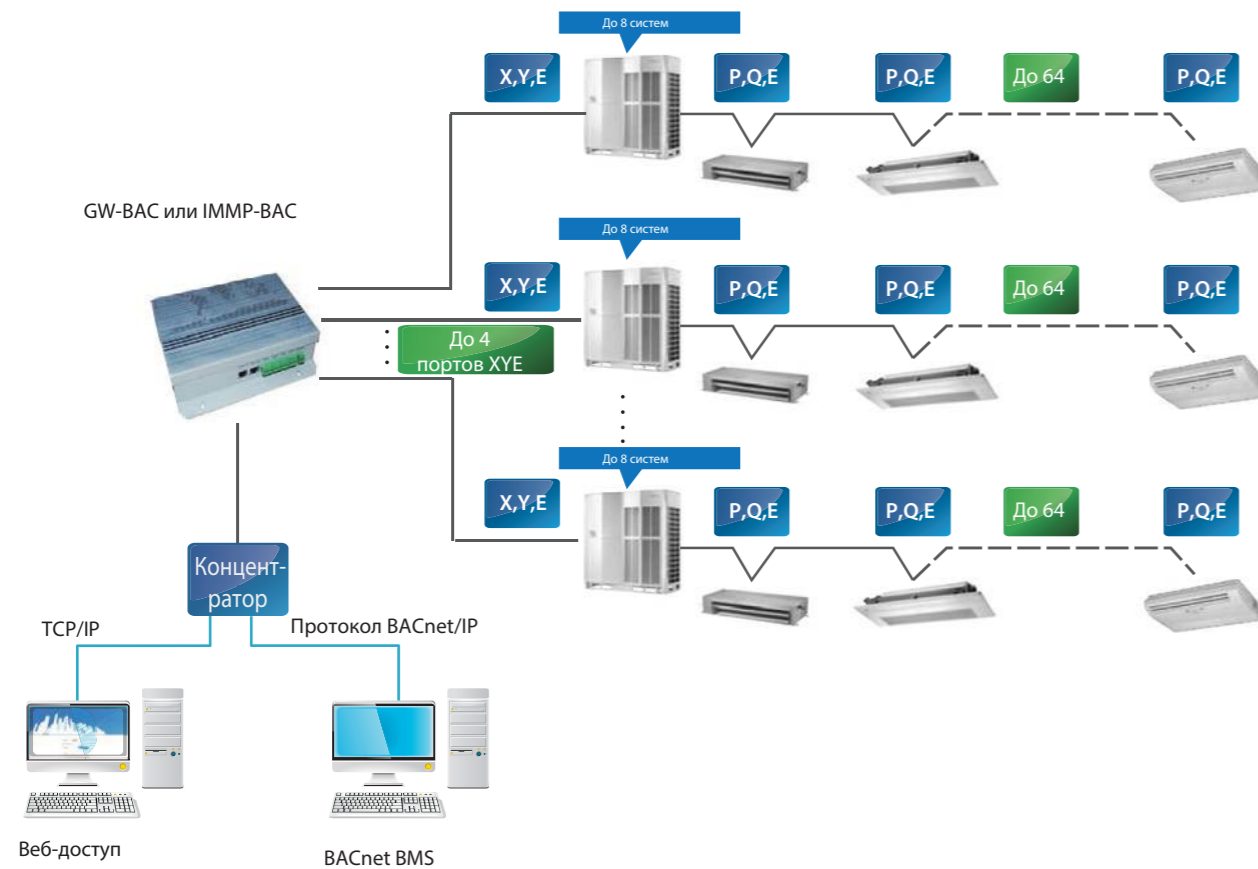 До 8 систем
X,Y,E
P,Q,E
P,Q,E
До 64
P,Q,E
GW-BAC или IMMP-BAC
До 8 систем
X,Y,E
P,Q,E
P,Q,E
До 64
P,Q,E
До 4
портов XYE
До 8 систем
X,Y,E
P,Q,E
P,Q,E
До 64
P,Q,E
Концент-
ратор
TCP/IP
Протокол BACnet/IP
Веб-доступ
BACnet BMS